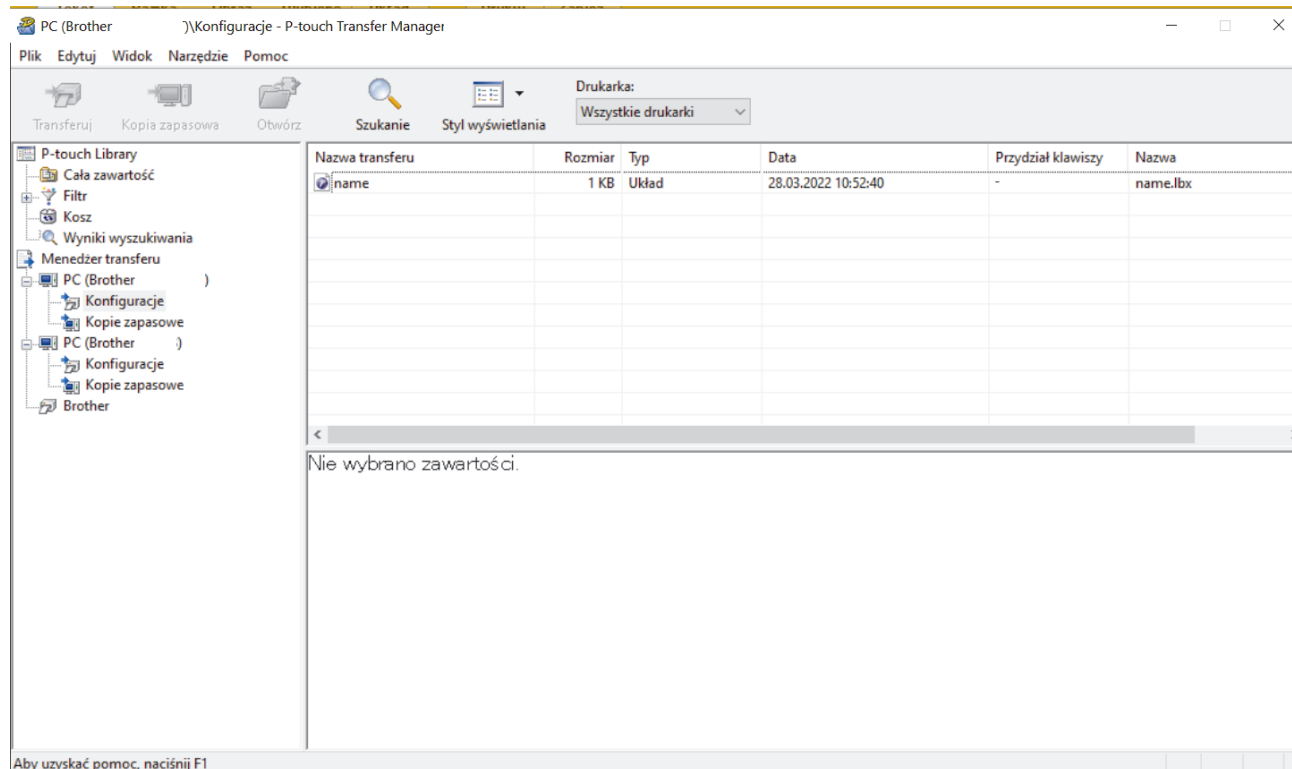 PC (Brother )\Konfiguracje - P-touch Transfer Manager
Plik Edytuj Widok Narzędzie Pomoc
Transferuj Kopia zapasowa Otwórz Szukanie Styl wyświetlania
Drukarka:
Wszystkie drukarki
P-touch Library
Cała zawartość
Filtr
Kosz
Wyniki wyszukiwania
Menedżer transferu
PC (Brother )
Konfiguracje
Kopie zapasowe
PC (Brother )
Konfiguracje
Kopie zapasowe
Brother
Nazwa transferu Rozmiar Typ Data Przydział klawiszy Nazwa
name 1 KB Układ 28.03.2022 10:52:40 - name.lbx
Nie wybrano zawartości.
Aby uzyskać pomoc, naciśnij F1